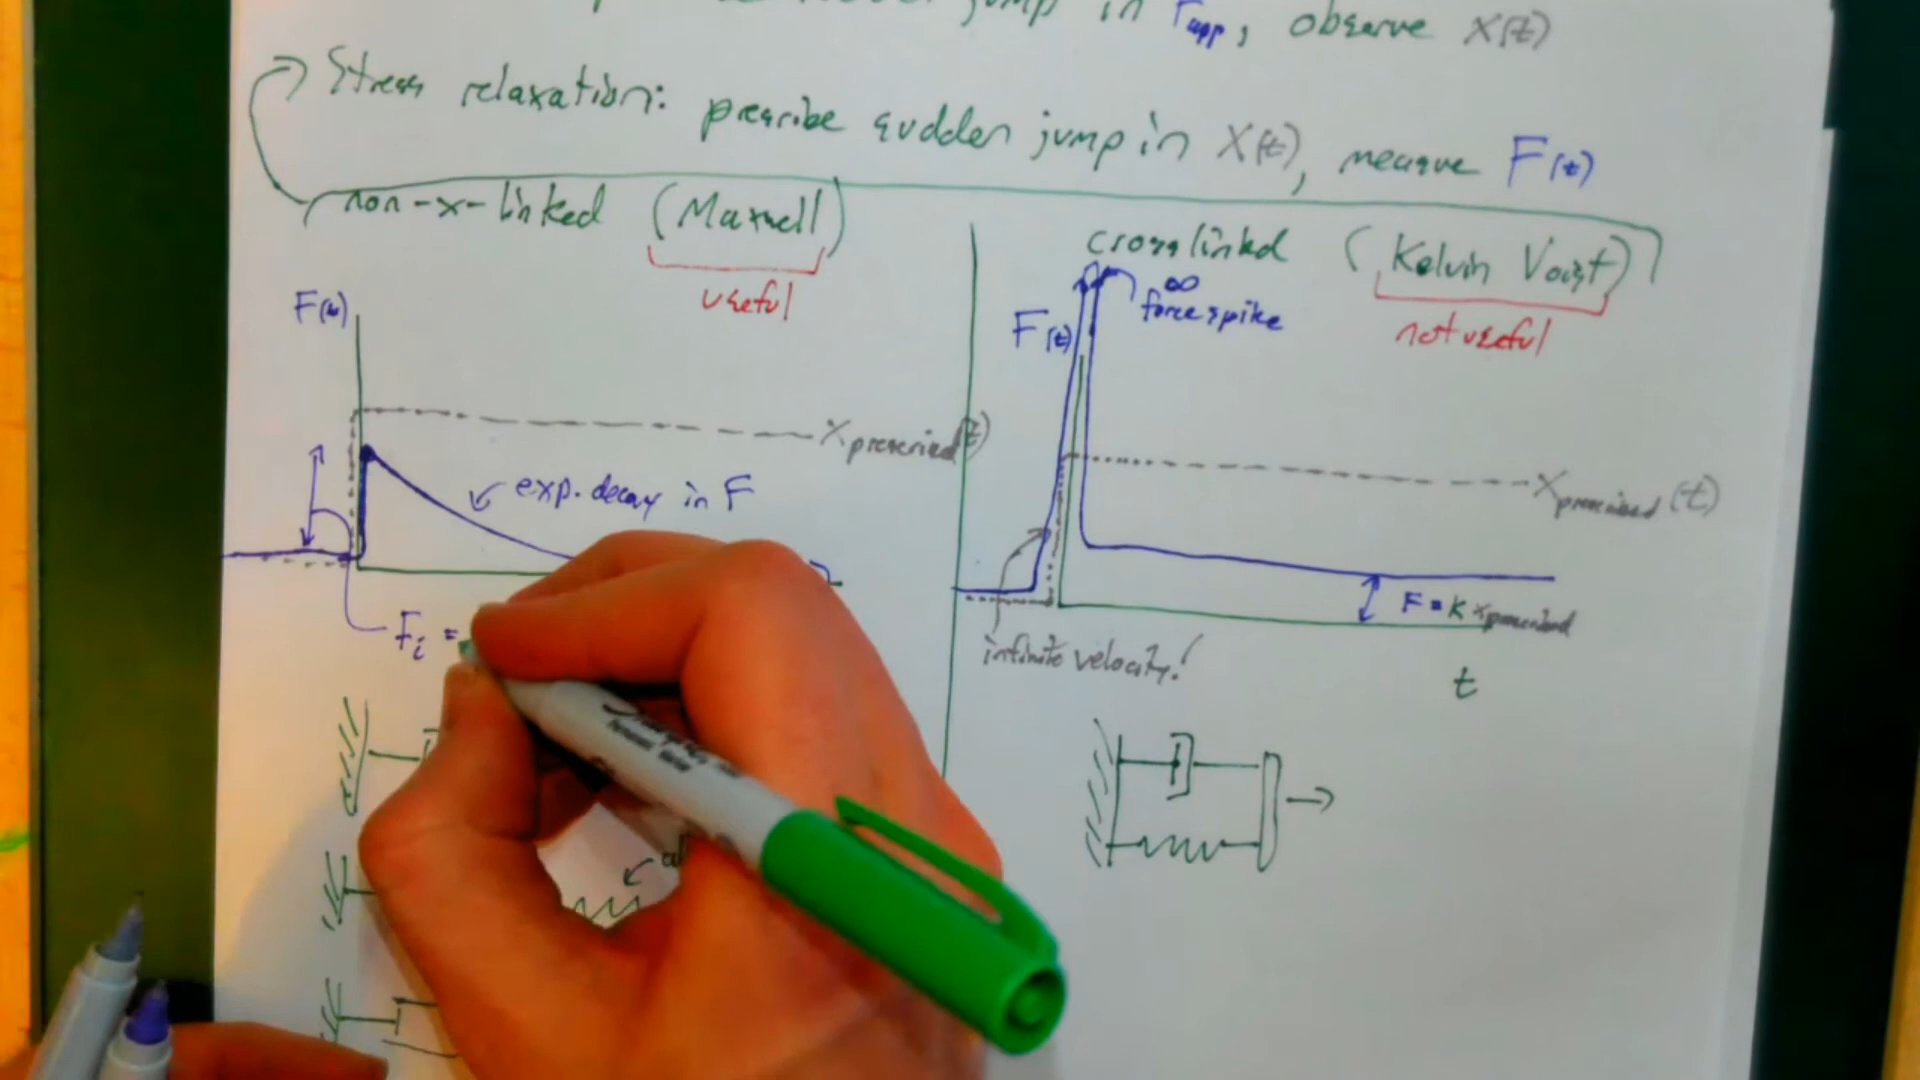 jump in Fapp, observe X(t)
Stress relaxation: prescribe sudden jump in X(t), measure F(t)
non-x-linked (Maxwell)
useful
crosslinked (Kelvin Voigt)
not useful
F(t)
∞
force spike
F(t)
Xprescribed(t)
exp. decay in F
Xprescribed(t)
F = K Xprescribed
Fi =
infinite velocity!
t